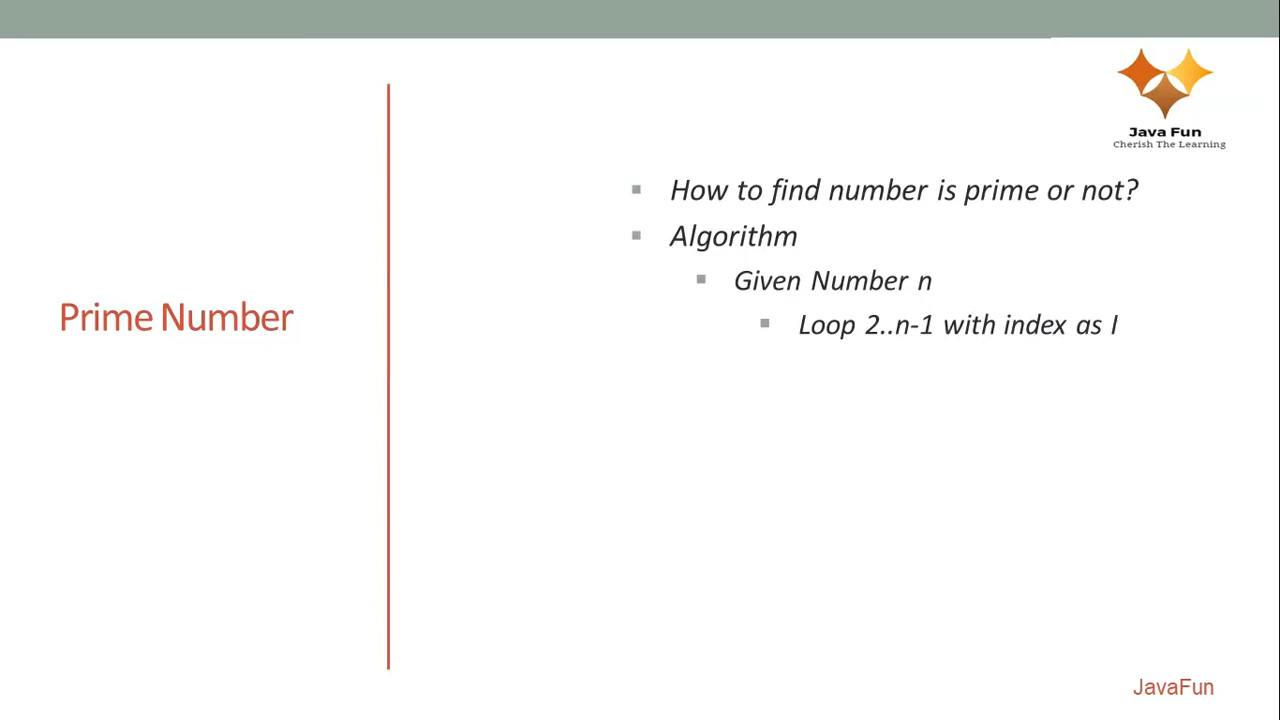 Java Fun
Cherish The Learning
Prime Number
How to find number is prime or not?
Algorithm
Given Number n
Loop 2..n-1 with index as I
JavaFun